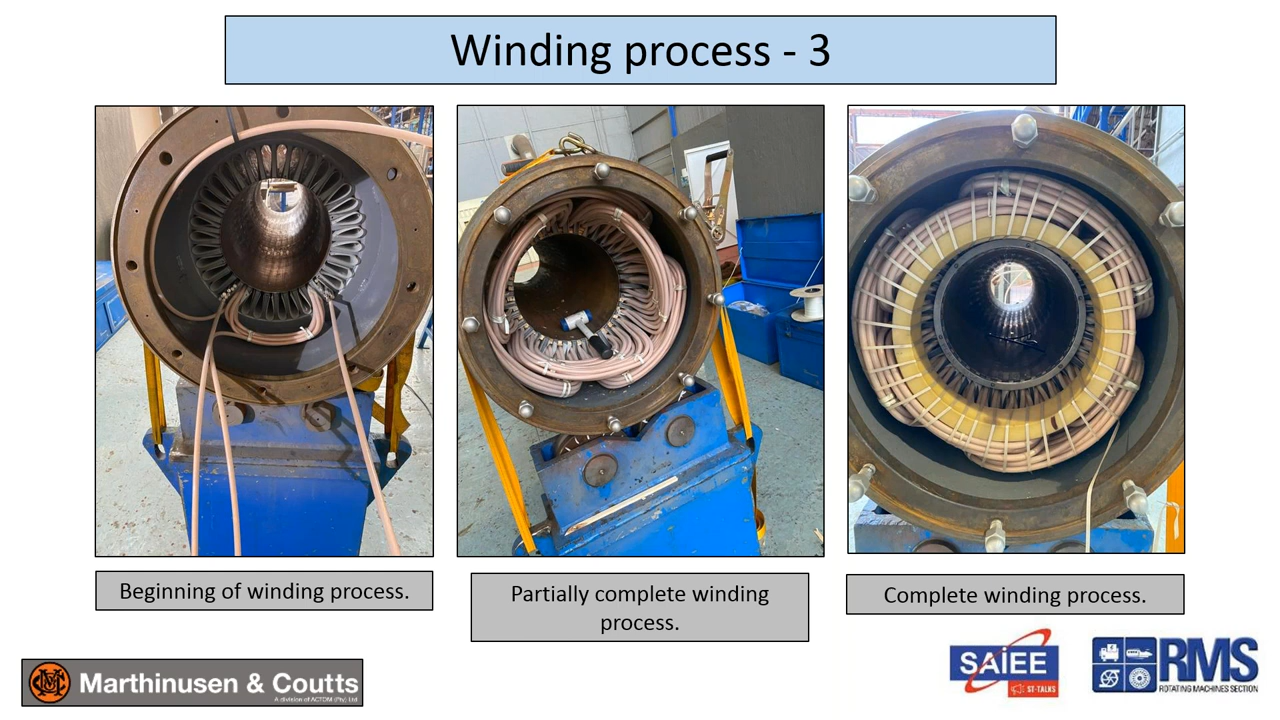 Winding process - 3
Beginning of winding process.
Partially complete winding
process.
Complete winding process.
Marthinusen & Coutts
A division of ACTOM (Pty) Ltd
SAIEE
ST-TALKS
RMS
ROTATING MACHINES SECTION